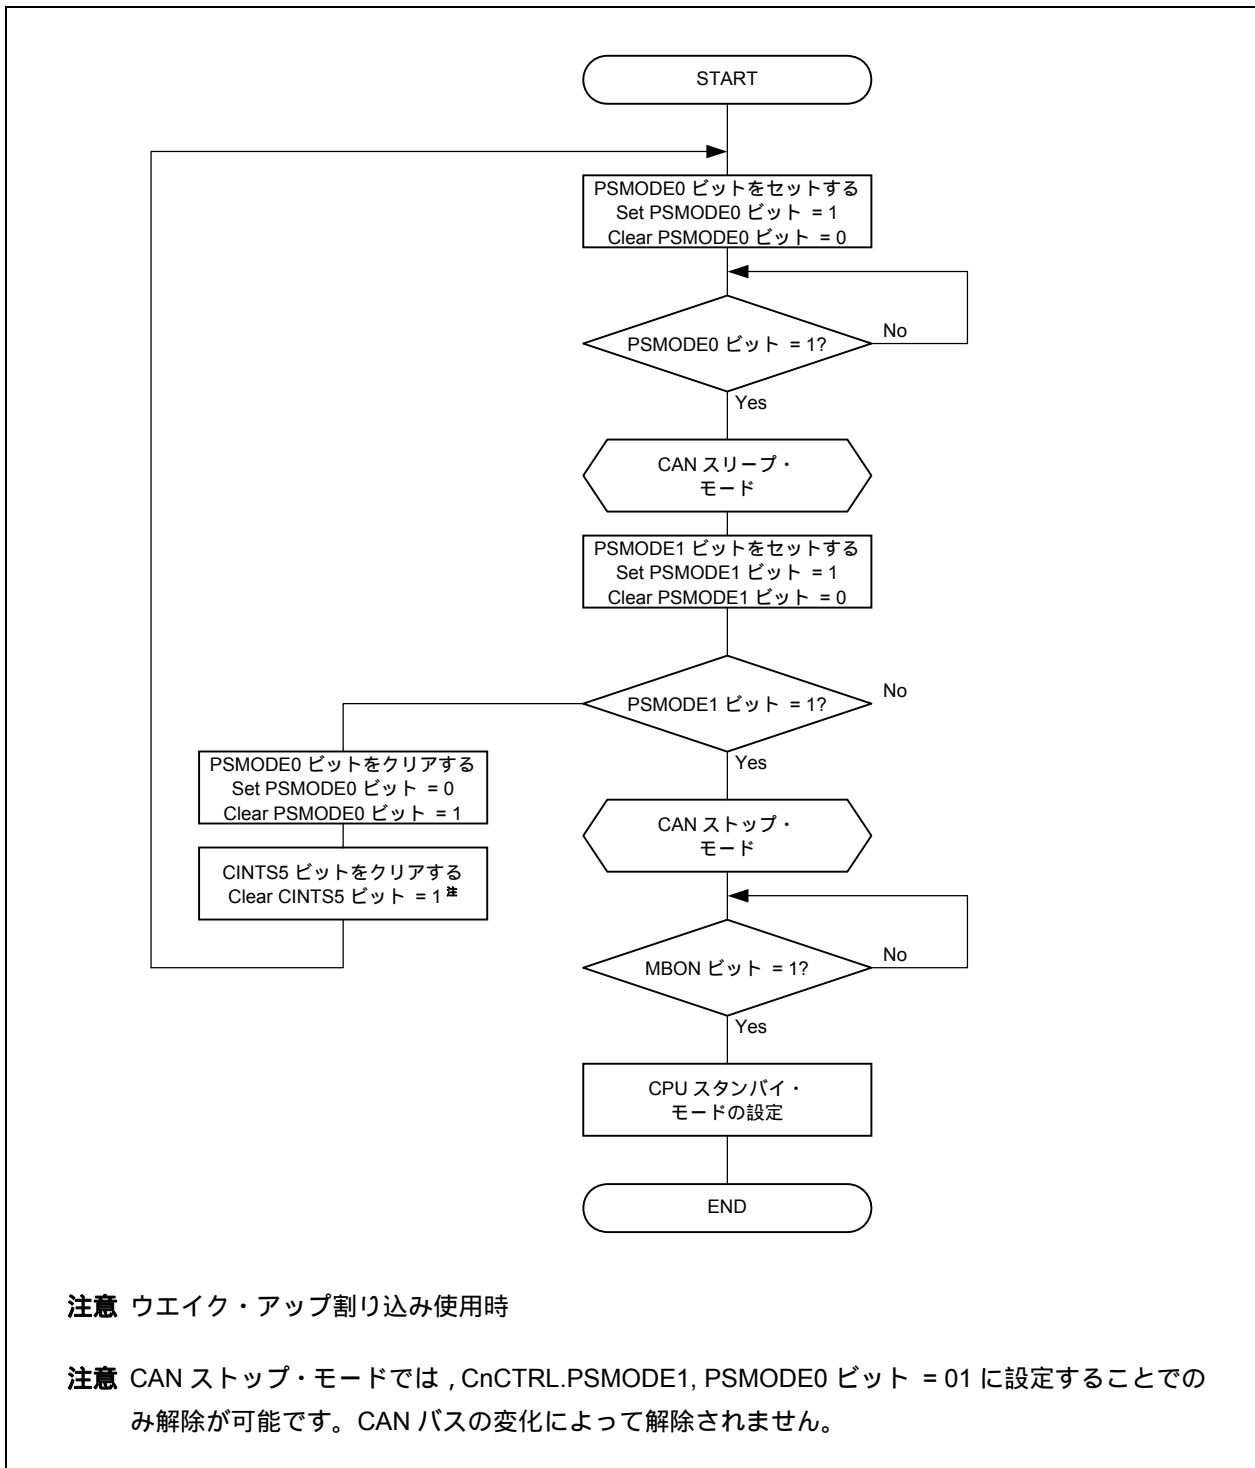 START
PSMODE0 ビットをセットする
Set PSMODE0 ビット = 1
Clear PSMODE0 ビット = 0
PSMODE0 ビット = 1?
No
Yes
CAN スリープ・
モード
PSMODE1 ビットをセットする
Set PSMODE1 ビット = 1
Clear PSMODE1 ビット = 0
PSMODE1 ビット = 1?
No
Yes
PSMODE0 ビットをクリアする
Set PSMODE0 ビット = 0
Clear PSMODE0 ビット = 1
CINTS5 ビットをクリアする
Clear CINTS5 ビット = 1注
CAN ストップ・
モード
MBON ビット = 1?
No
Yes
CPU スタンバイ・
モードの設定
END
注意 ウエイク・アップ割り込み使用時
注意 CAN ストップ・モードでは , CnCTRL.PSMODE1, PSMODE0 ビット = 01 に設定することでの
み解除が可能です。CAN バスの変化によって解除されません。